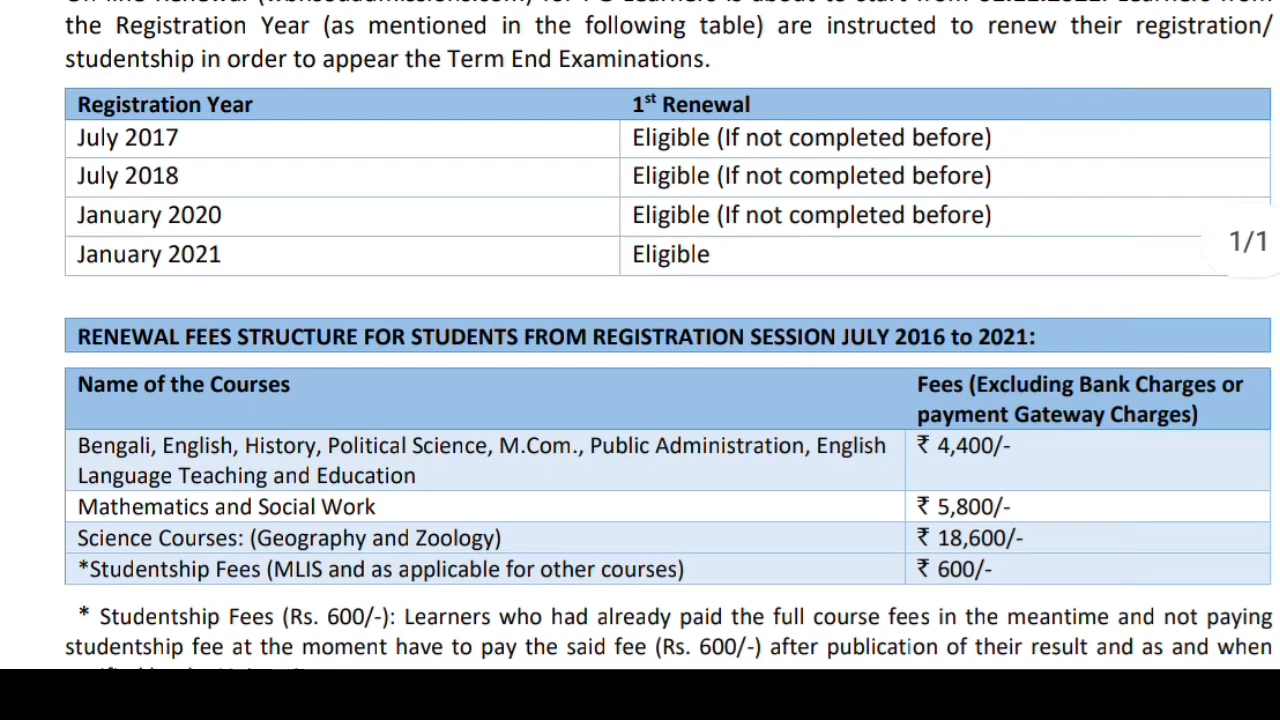 the Registration Year (as mentioned in the following table) are instructed to renew their registration/
studentship in order to appear the Term End Examinations.
Registration Year 1st Renewal
July 2017 Eligible (If not completed before)
July 2018 Eligible (If not completed before)
January 2020 Eligible (If not completed before)
January 2021 Eligible
1/1
RENEWAL FEES STRUCTURE FOR STUDENTS FROM REGISTRATION SESSION JULY 2016 to 2021:
Name of the Courses Fees (Excluding Bank Charges or
payment Gateway Charges)
Bengali, English, History, Political Science, M.Com., Public Administration, English ₹ 4,400/-
Language Teaching and Education
Mathematics and Social Work ₹ 5,800/-
Science Courses: (Geography and Zoology) ₹ 18,600/-
*Studentship Fees (MLIS and as applicable for other courses) ₹ 600/-
* Studentship Fees (Rs. 600/-): Learners who had already paid the full course fees in the meantime and not paying
studentship fee at the moment have to pay the said fee (Rs. 600/-) after publication of their result and as and when